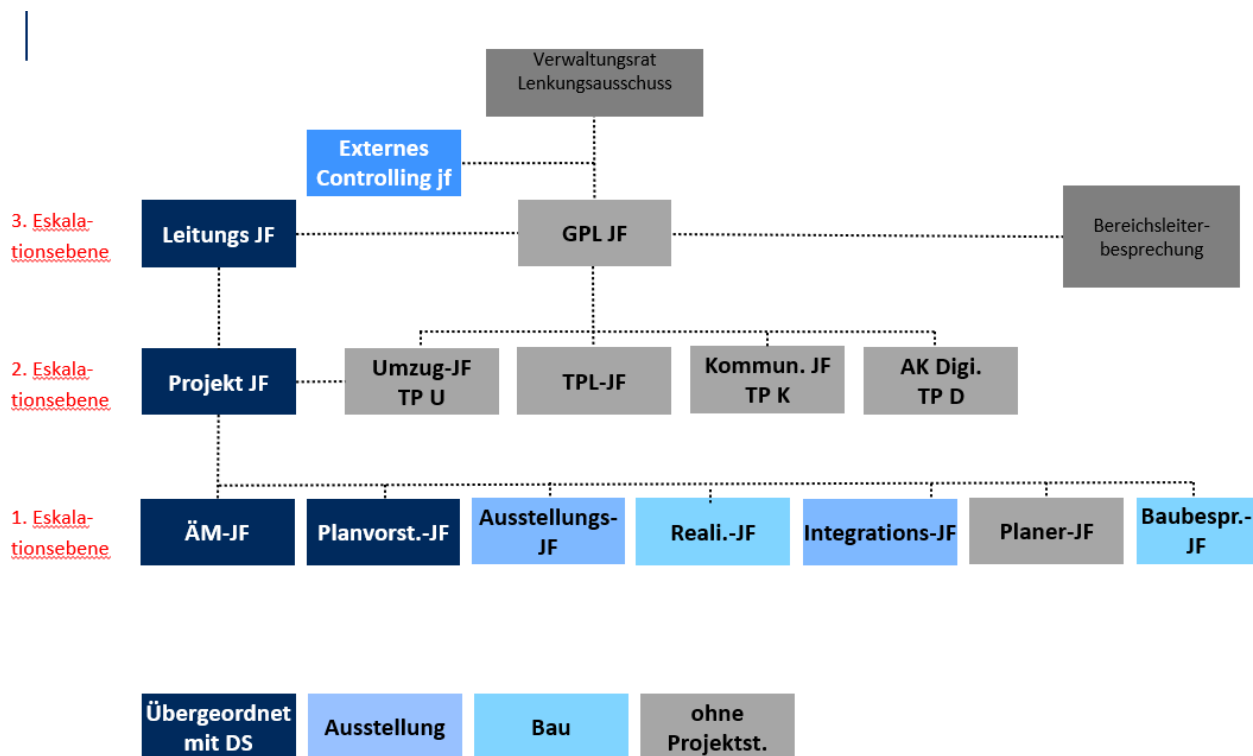 Verwaltungsrat
Lenkungsausschuss
Externes
Controlling jf
3. Eskala-
tionsebene
Leitungs JF
GPL JF
Bereichsleiter-
besprechung
2. Eskala-
tionsebene
Projekt JF
Umzug-JF
TP U
TPL-JF
Kommun. JF
TP K
AK Digi.
TP D
1. Eskala-
tionsebene
ÄM-JF
Planvorst.-JF
Ausstellungs-
JF
Reali.-JF
Integrations-JF
Planer-JF
Baubespr.-
JF
Übergeordnet
mit DS
Ausstellung
Bau
ohne
Projektst.